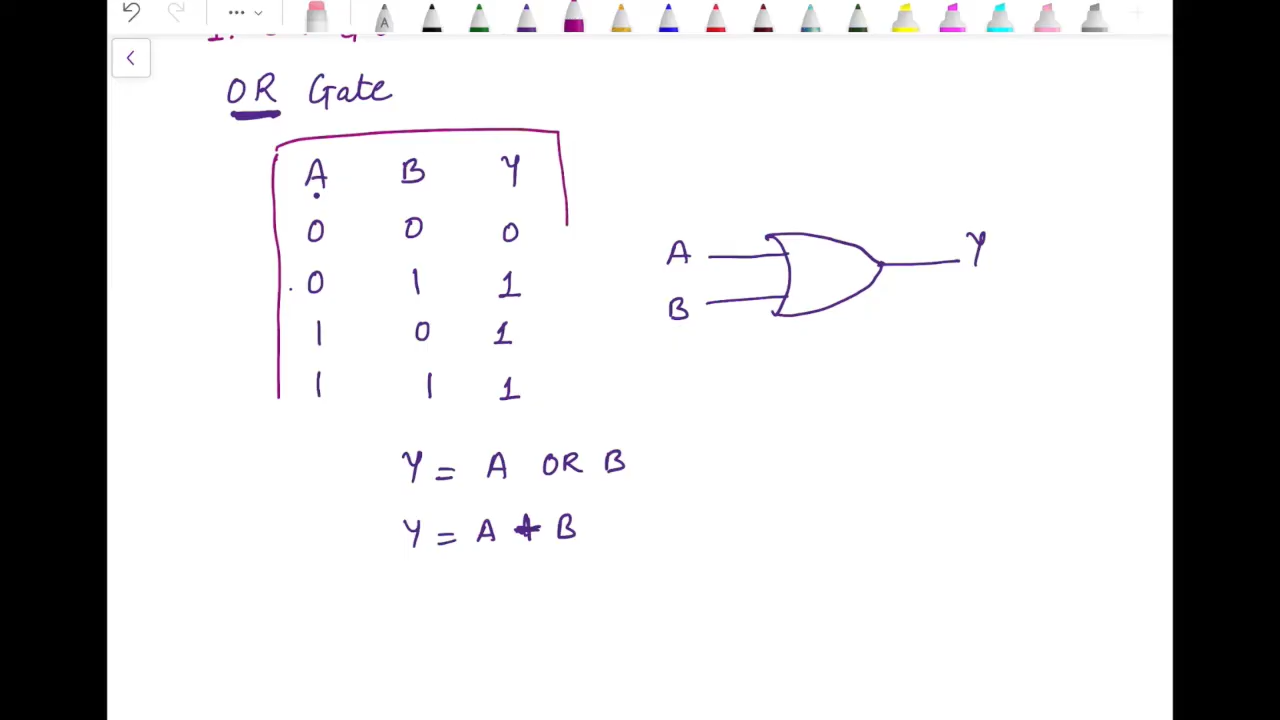 OR Gate
A B Y
0 0 0
0 1 1
1 0 1
1 1 1
A
B
Y
Y = A OR B
Y = A + B